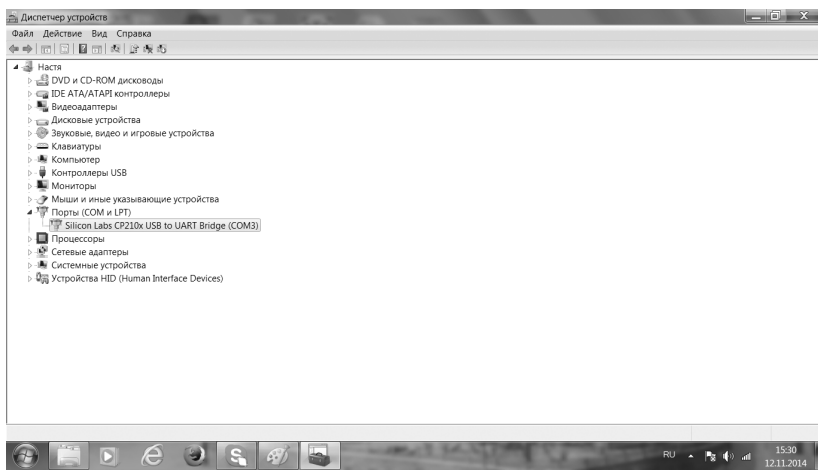 Диспетчер устройств
Файл Действие Вид Справка
Настя
DVD и CD-ROM дисководы
IDE ATA/ATAPI контроллеры
Видеоадаптеры
Дисковые устройства
Звуковые, видео и игровые устройства
Клавиатуры
Компьютер
Контроллеры USB
Мониторы
Мыши и иные указывающие устройства
Порты (COM и LPT)
Silicon Labs CP210x USB to UART Bridge (COM3)
Процессоры
Сетевые адаптеры
Системные устройства
Устройства HID (Human Interface Devices)
RU
15:30
12.11.2014